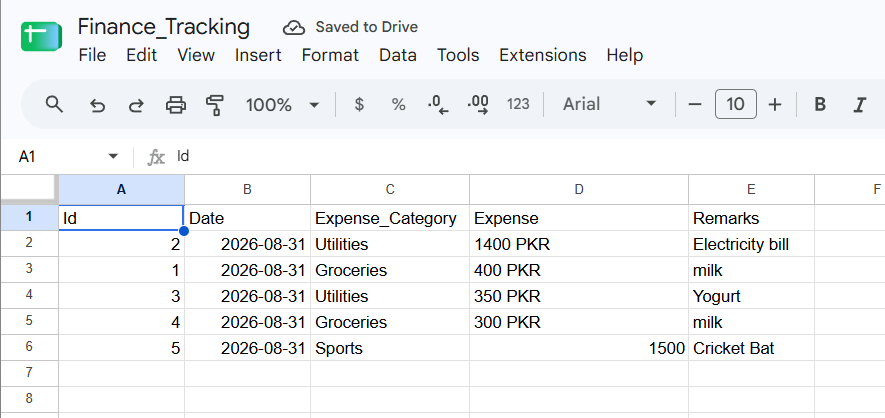 Finance_Tracking Saved to Drive
File Edit View Insert Format Data Tools Extensions Help
100% $ % .0 .00 123 Arial 10 B I
A1 fx Id
A B C D E F
1 Id Date Expense_Category Expense Remarks
2 2 2026-08-31 Utilities 1400 PKR Electricity bill
3 1 2026-08-31 Groceries 400 PKR milk
4 3 2026-08-31 Utilities 350 PKR Yogurt
5 4 2026-08-31 Groceries 300 PKR milk
6 5 2026-08-31 Sports 1500 Cricket Bat
7
8